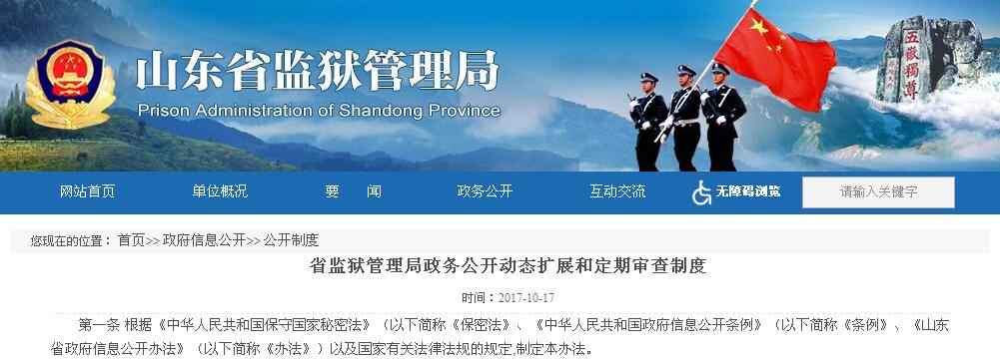 山东省监狱管理局
Prison Administration of Shandong Province
五嶽獨尊
网站首页 单位概况 要 闻 政务公开 互动交流 无障碍浏览 请输入关键字
您现在的位置： 首页>> 政府信息公开>> 公开制度
省监狱管理局政务公开动态扩展和定期审查制度
时间：2017-10-17
第一条 根据《中华人民共和国保守国家秘密法》（以下简称《保密法》、《中华人民共和国政府信息公开条例》（以下简称《条例》、《山东
省政府信息公开办法》（以下简称《办法》）以及国家有关法律法规的规定,制定本办法。